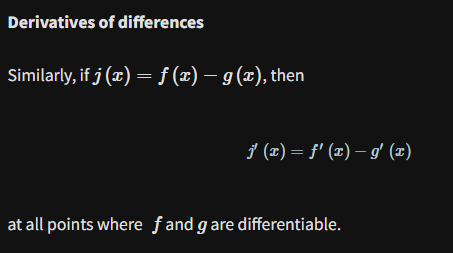 Derivatives of differences
Similarly, if j(x) = f(x) − g(x), then
j′(x) = f′(x) − g′(x)
at all points where f and g are differentiable.